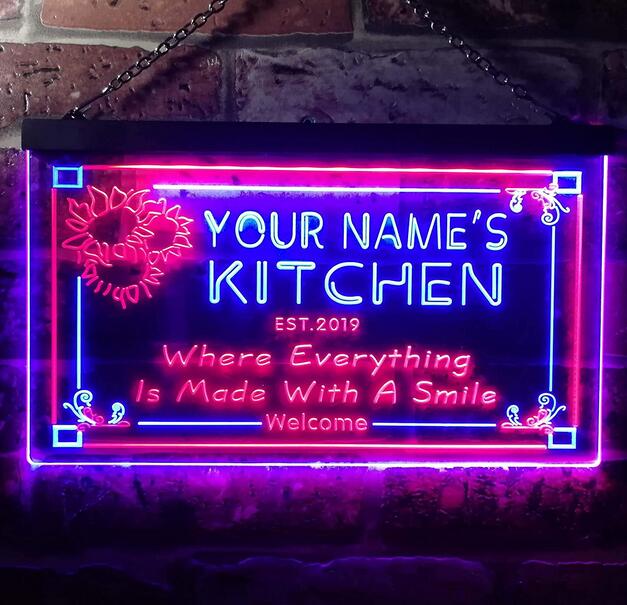 YOUR NAME'S
KITCHEN
EST.2019
Where Everything
Is Made With A Smile
Welcome